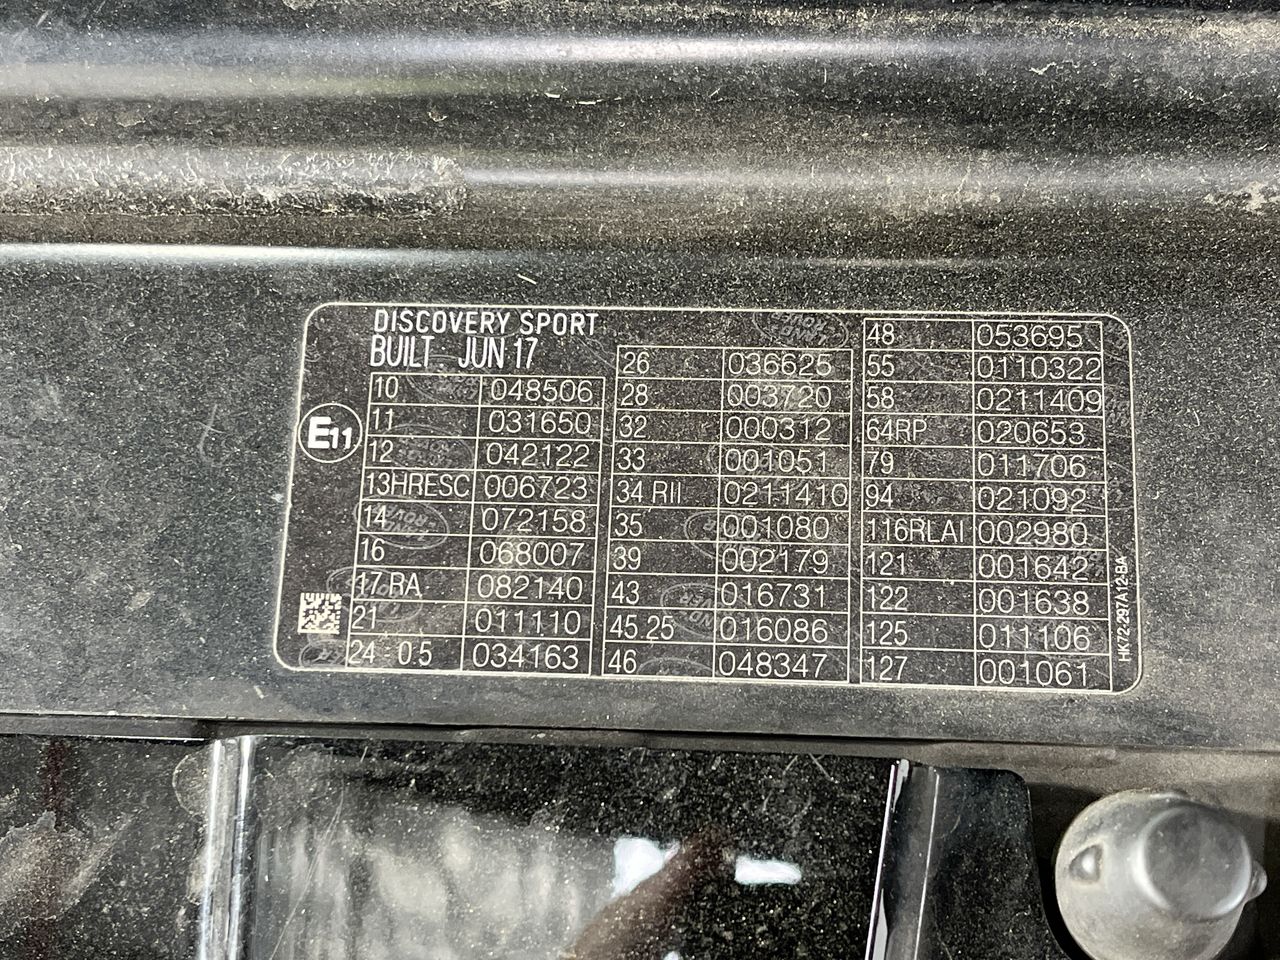 DISCOVERY SPORT
BUILT JUN 17
E11
10 048506
11 031650
12 042122
13HRESC 006723
14 072158
16 068007
17 RA 082140
21 011110
24 0.5 034163
26 036625
28 003720
32 000312
33 001051
34 RII 0211410
35 001080
39 002179
43 016731
45 25 016086
46 048347
48 053695
55 0110322
58 0211409
64RP 020653
79 011706
94 021092
116RLAI 002980
121 001642
122 001638
125 011106
127 001061
HK72-297A12-BA